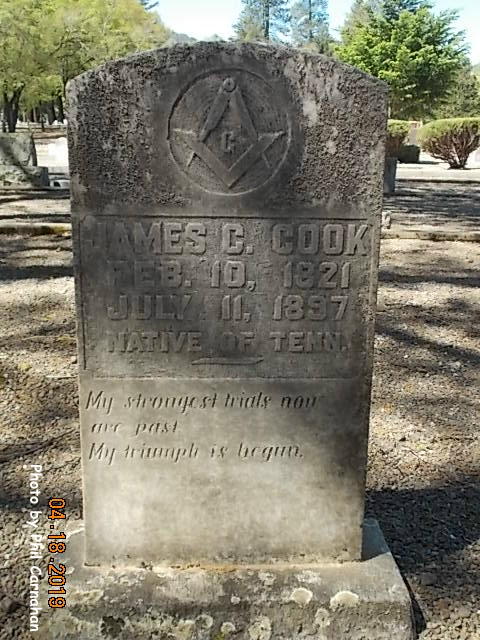 G
JAMES C. COOK
FEB. 10, 1821
JULY 11, 1897
NATIVE OF TENN.
My strongest trials now
are past
My triumph is begun.
Photo by Phil Carnahan
04-18-2019